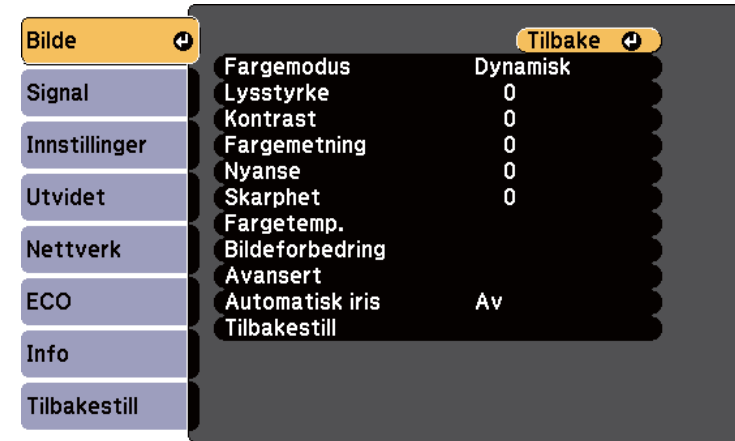 Bilde
Signal
Innstillinger
Utvidet
Nettverk
ECO
Info
Tilbakestill
Tilbake
Fargemodus Dynamisk
Lysstyrke 0
Kontrast 0
Fargemetning 0
Nyanse 0
Skarphet 0
Fargetemp.
Bildeforbedring
Avansert
Automatisk iris Av
Tilbakestill